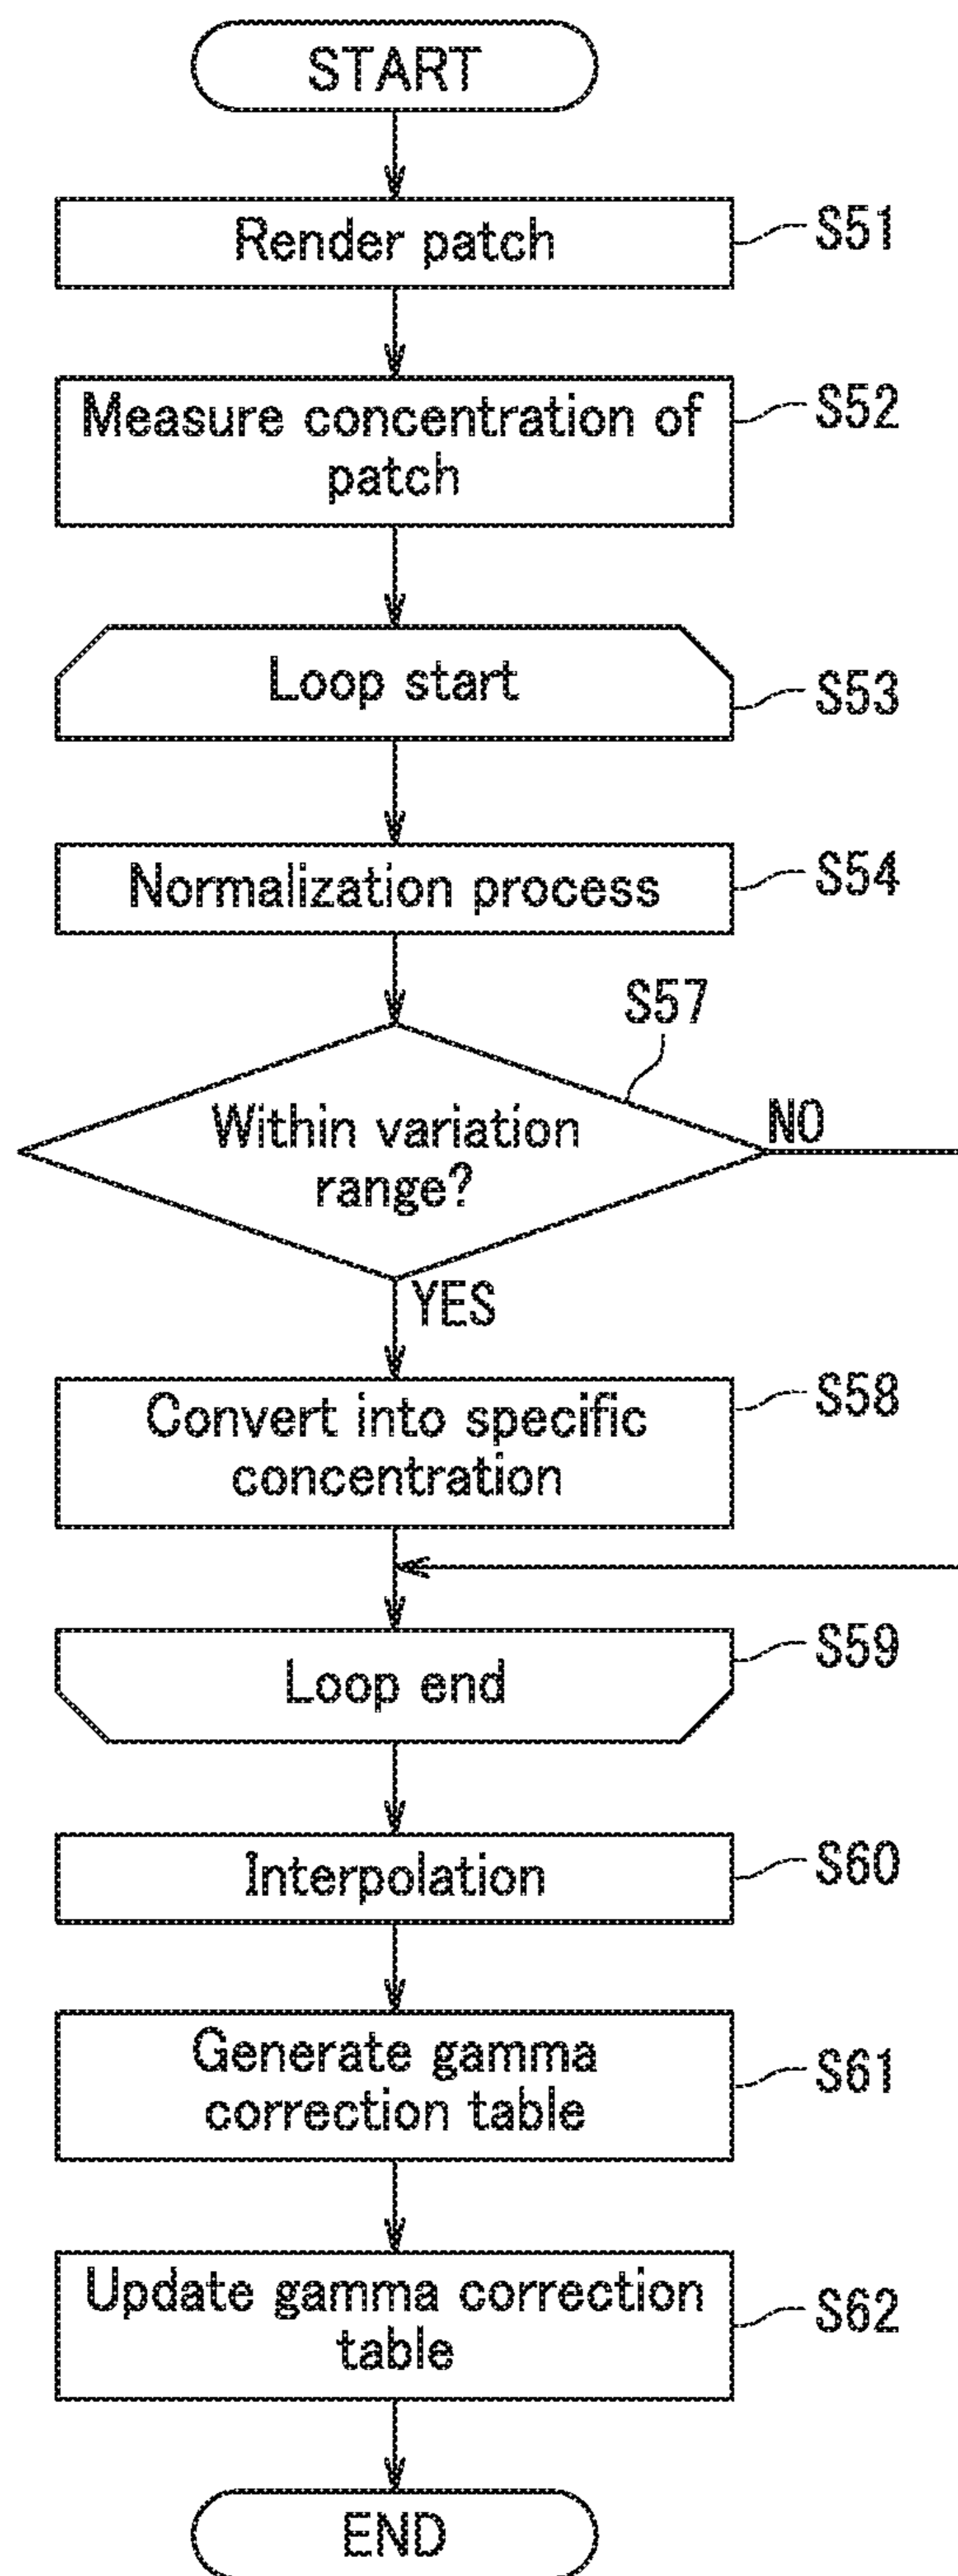 START
Render patch
S51
Measure concentration of
patch
S52
Loop start
S53
Normalization process
S54
S57
Within variation
range?
NO
YES
Convert into specific
concentration
S58
Loop end
S59
Interpolation
S60
Generate gamma
correction table
S61
Update gamma correction
table
S62
END